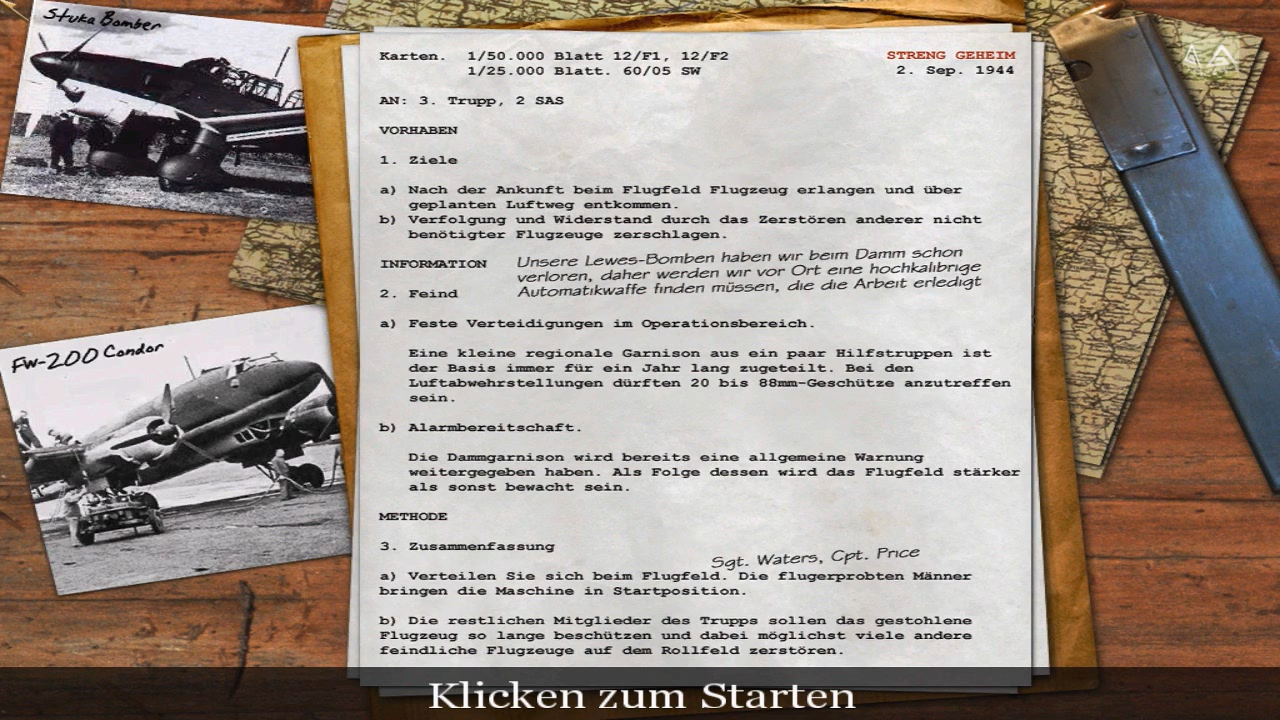 Stuka Bomber
Karten. 1/50.000 Blatt 12/F1, 12/F2
1/25.000 Blatt. 60/05 SW
STRENG GEHEIM
2. Sep. 1944
AN: 3. Trupp, 2 SAS
VORHABEN
1. Ziele
a) Nach der Ankunft beim Flugfeld Flugzeug erlangen und über
geplanten Luftweg entkommen.
b) Verfolgung und Widerstand durch das Zerstören anderer nicht
benötigter Flugzeuge zerschlagen.
INFORMATION
Unsere Lewes-Bomben haben wir beim Damm schon
verloren, daher werden wir vor Ort eine hochkalibrige
Automatikwaffe finden müssen, die die Arbeit erledigt
2. Feind
a) Feste Verteidigungen im Operationsbereich.
Eine kleine regionale Garnison aus ein paar Hilfstruppen ist
der Basis immer für ein Jahr lang zugeteilt. Bei den
Luftabwehrstellungen dürften 20 bis 88mm-Geschütze anzutreffen
sein.
FW-200 Condor
b) Alarmbereitschaft.
Die Dammgarnison wird bereits eine allgemeine Warnung
weitergegeben haben. Als Folge dessen wird das Flugfeld stärker
als sonst bewacht sein.
METHODE
3. Zusammenfassung
Sgt. Waters, Cpt. Price
a) Verteilen Sie sich beim Flugfeld. Die flugerprobten Männer
bringen die Maschine in Startposition.
b) Die restlichen Mitglieder des Trupps sollen das gestohlene
Flugzeug so lange beschützen und dabei möglichst viele andere
feindliche Flugzeuge auf dem Rollfeld zerstören.
Klicken zum Starten